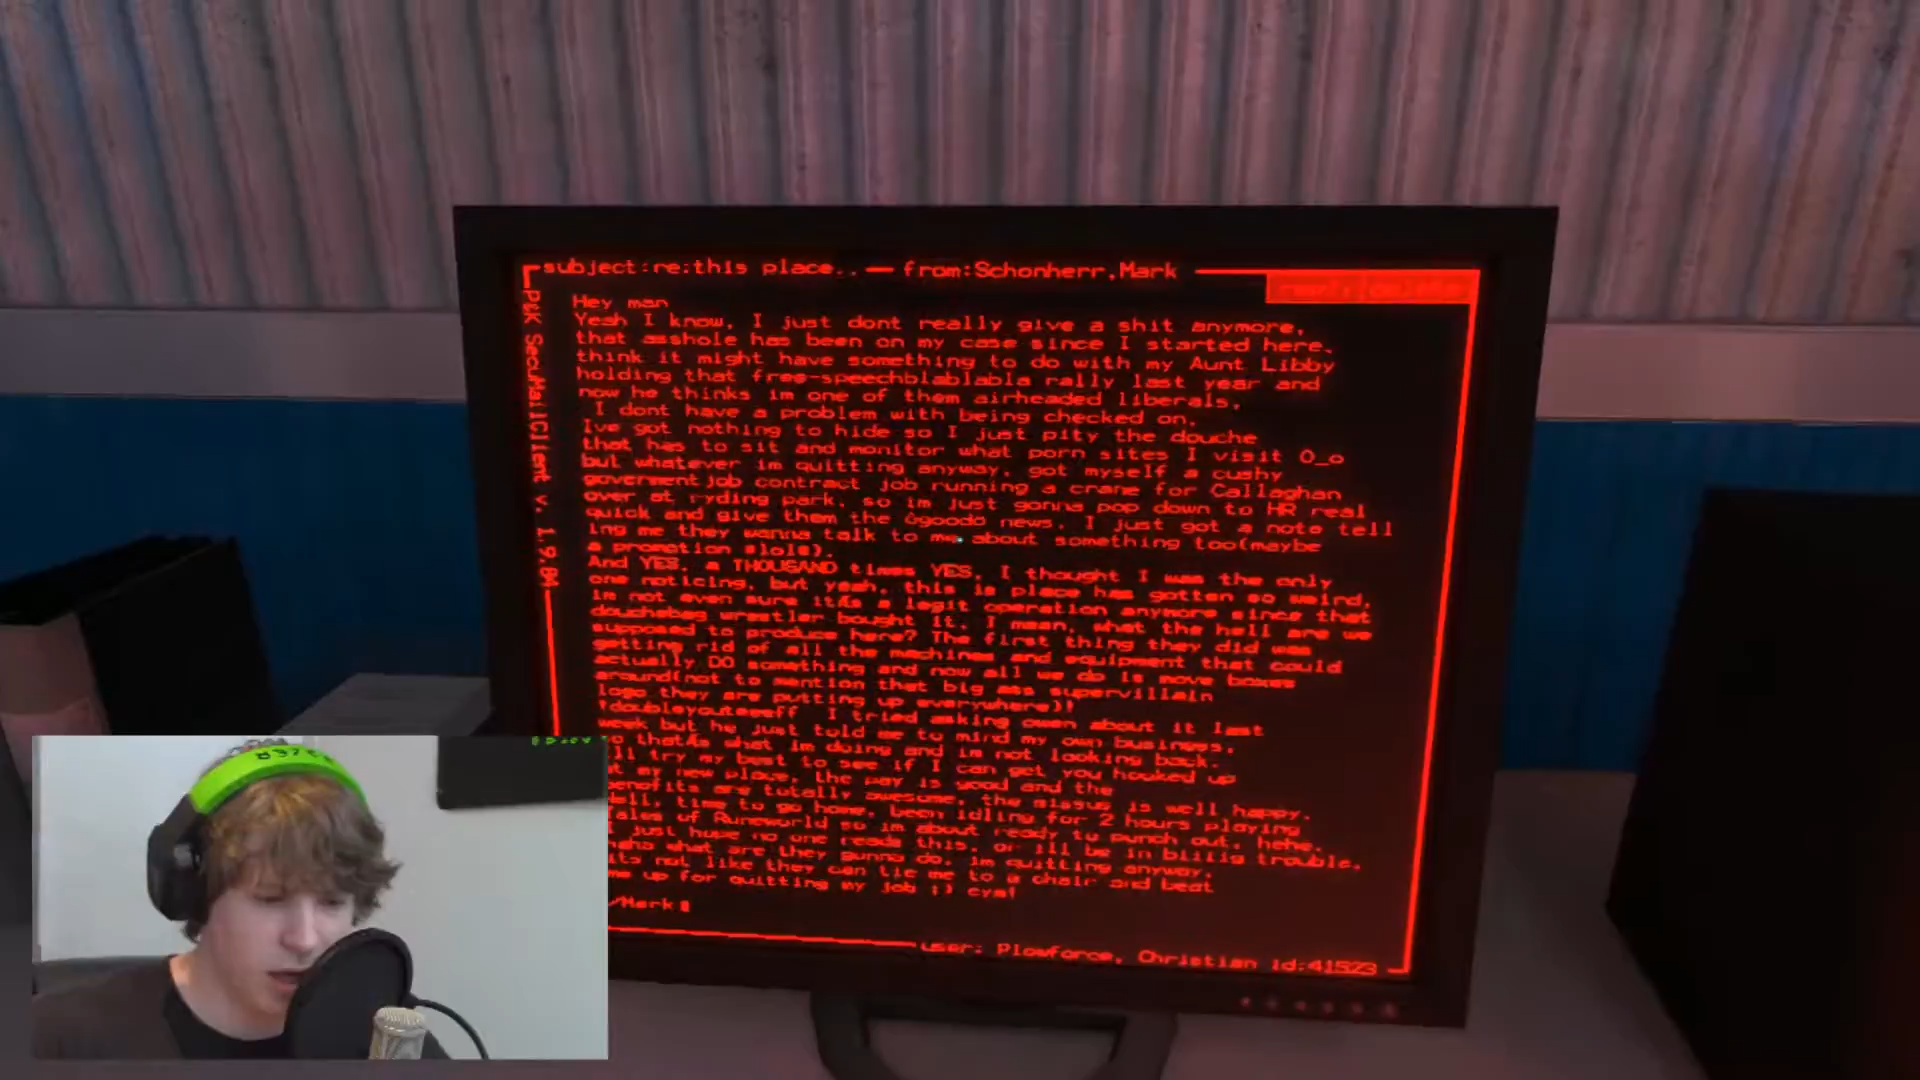 subject:re:this place.. from:Schonherr,Mark
P&K SecuMailClient v. 1.9.84
Hey man
Yeah I know, I just dont really give a shit anymore,
that asshole has been on my case since I started here,
think it might have something to do with my Aunt Libby
holding that free-speechblablabla rally last year and
now he thinks im one of them airheaded liberals,
I dont have a problem with being checked on,
Ive got nothing to hide so I just pity the douche
that has to sit and monitor what porn sites I visit O_o
but whatever im quitting anyway, got myself a cushy
goverment job contract job running a crane for Callaghan
over at ryding park, so im just gonna pop down to HR real
quick and give them the ògoodo news. I just got a note tell
ing me they wanna talk to me about something too(maybe
a promotion *lol*).
And YES, a THOUSAND times YES, I thought I was the only
one noticing, but yeah, this is place has gotten so weird,
im not even sure a legit operation anymore since that
douchebag wrestler bought it. I mean, what the hell are we
supposed to produce here? The first thing they did was
getting rid of all the machines and equipment that could
actually DO something and now all we do is move boxes
around(not to mention that big ass supervillain
logo they are putting up everywhere)!
I tried asking owen about it last
week but he just told me to mind my own business,
what im doing and im not looking back.
ll try my best to see if I can get you hooked up
t my new place, the pay is good and the
benefits are totally awesome, the missus is well happy.
ell, time to go home, been idling for 2 hours playing
ales of Runeworld so im about ready to punch out, hehe.
just hope no one reads this, or ill be in biiiig trouble.
haha what are they gunna do, im quitting anyway,
its not like they can tie me to a chair and beat
me up for quitting my job :) cya!
/Mark
user: Plowforce, Christian id:41523